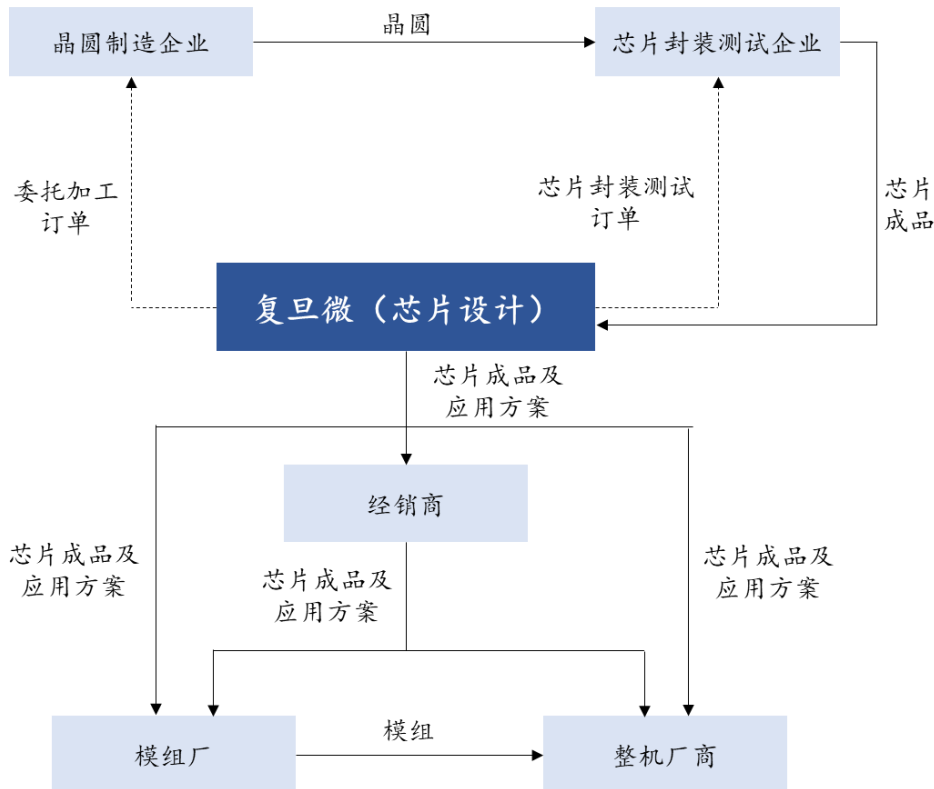 晶圆制造企业
晶圆
芯片封装测试企业
委托加工
订单
芯片封装测试
订单
芯片
成品
复旦微（芯片设计）
芯片成品及
应用方案
经销商
芯片成品及
应用方案
芯片成品及
应用方案
芯片成品及
应用方案
模组厂
模组
整机厂商